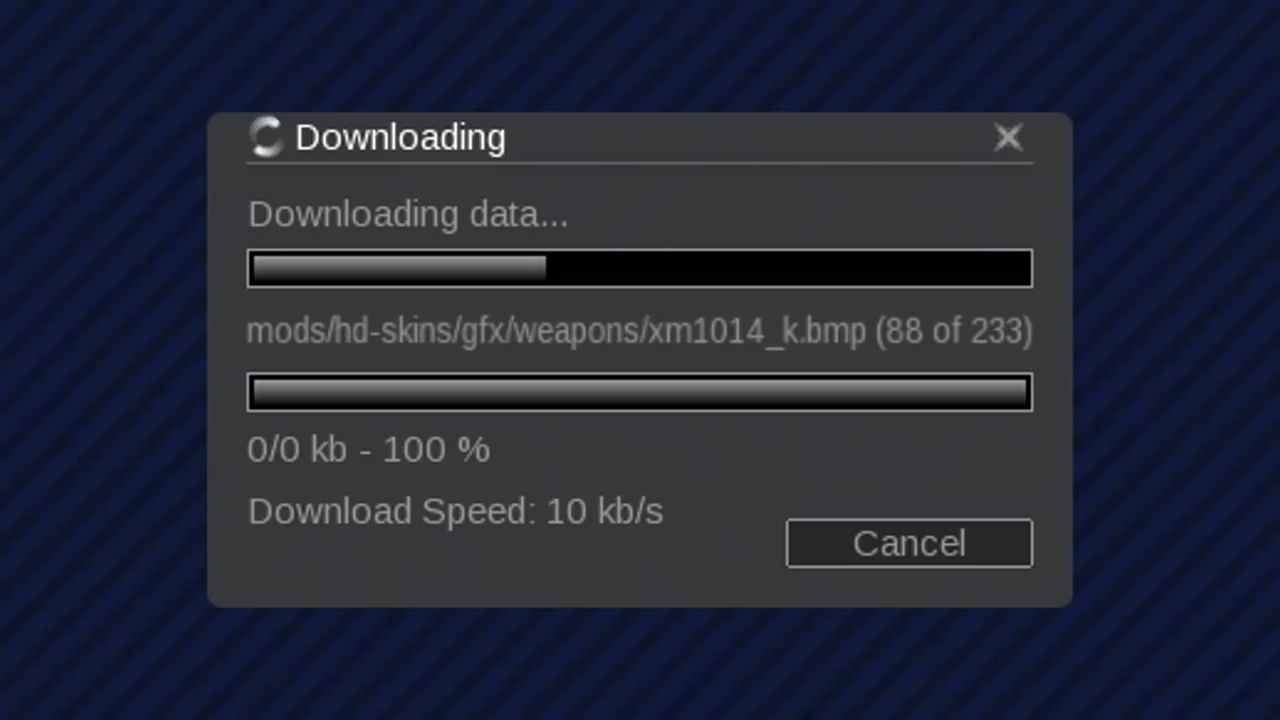 Downloading
Downloading data...
mods/hd-skins/gfx/weapons/xm1014_k.bmp (88 of 233)
0/0 kb - 100 %
Download Speed: 10 kb/s
Cancel